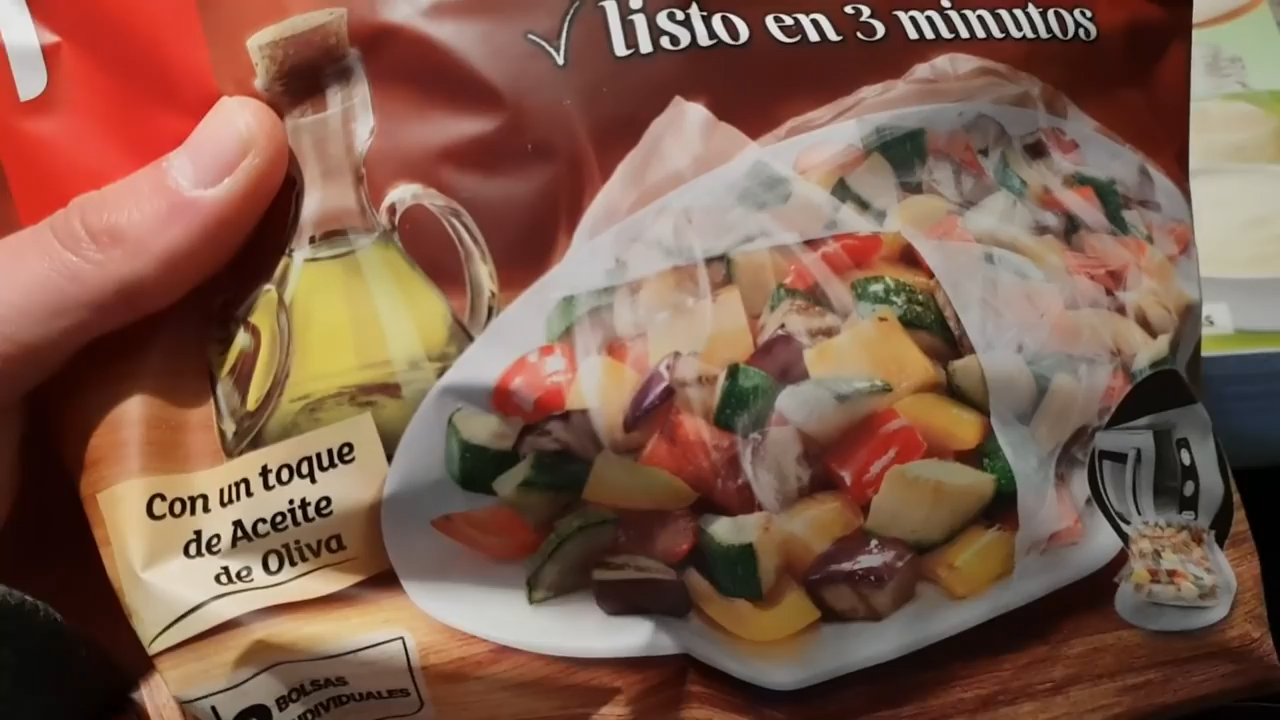 listo en 3 minutos
Con un toque
de Aceite
de Oliva
BOLSAS
INDIVIDUALES